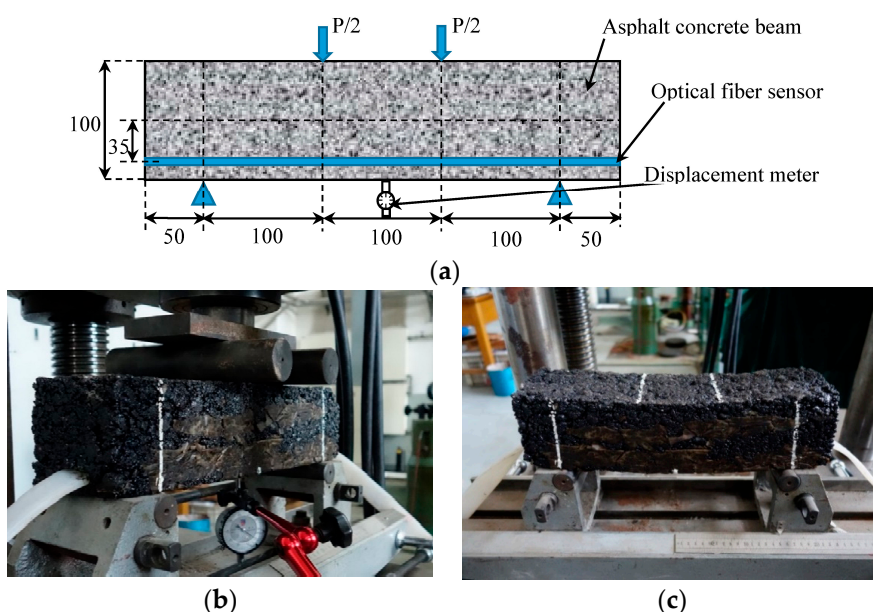 P/2
P/2
Asphalt concrete beam
Optical fiber sensor
100
35
Displacement meter
50
100
100
100
50
(a)
(b)
(c)